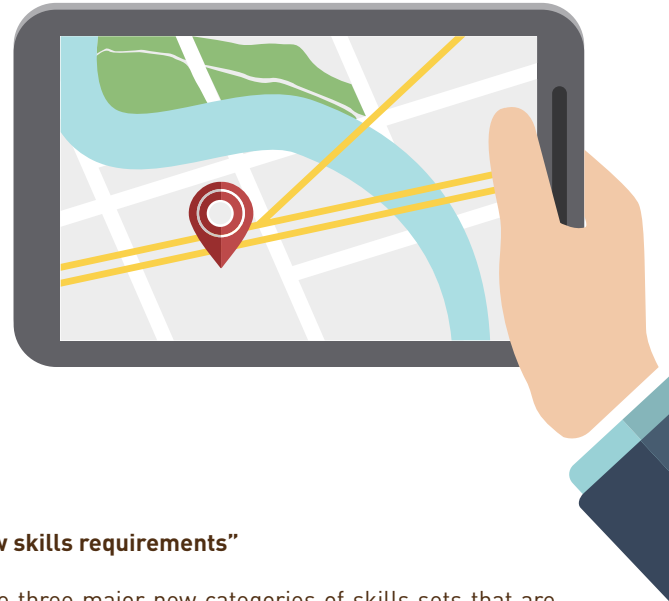 skills requirements”
three major new categories of skills sets that are